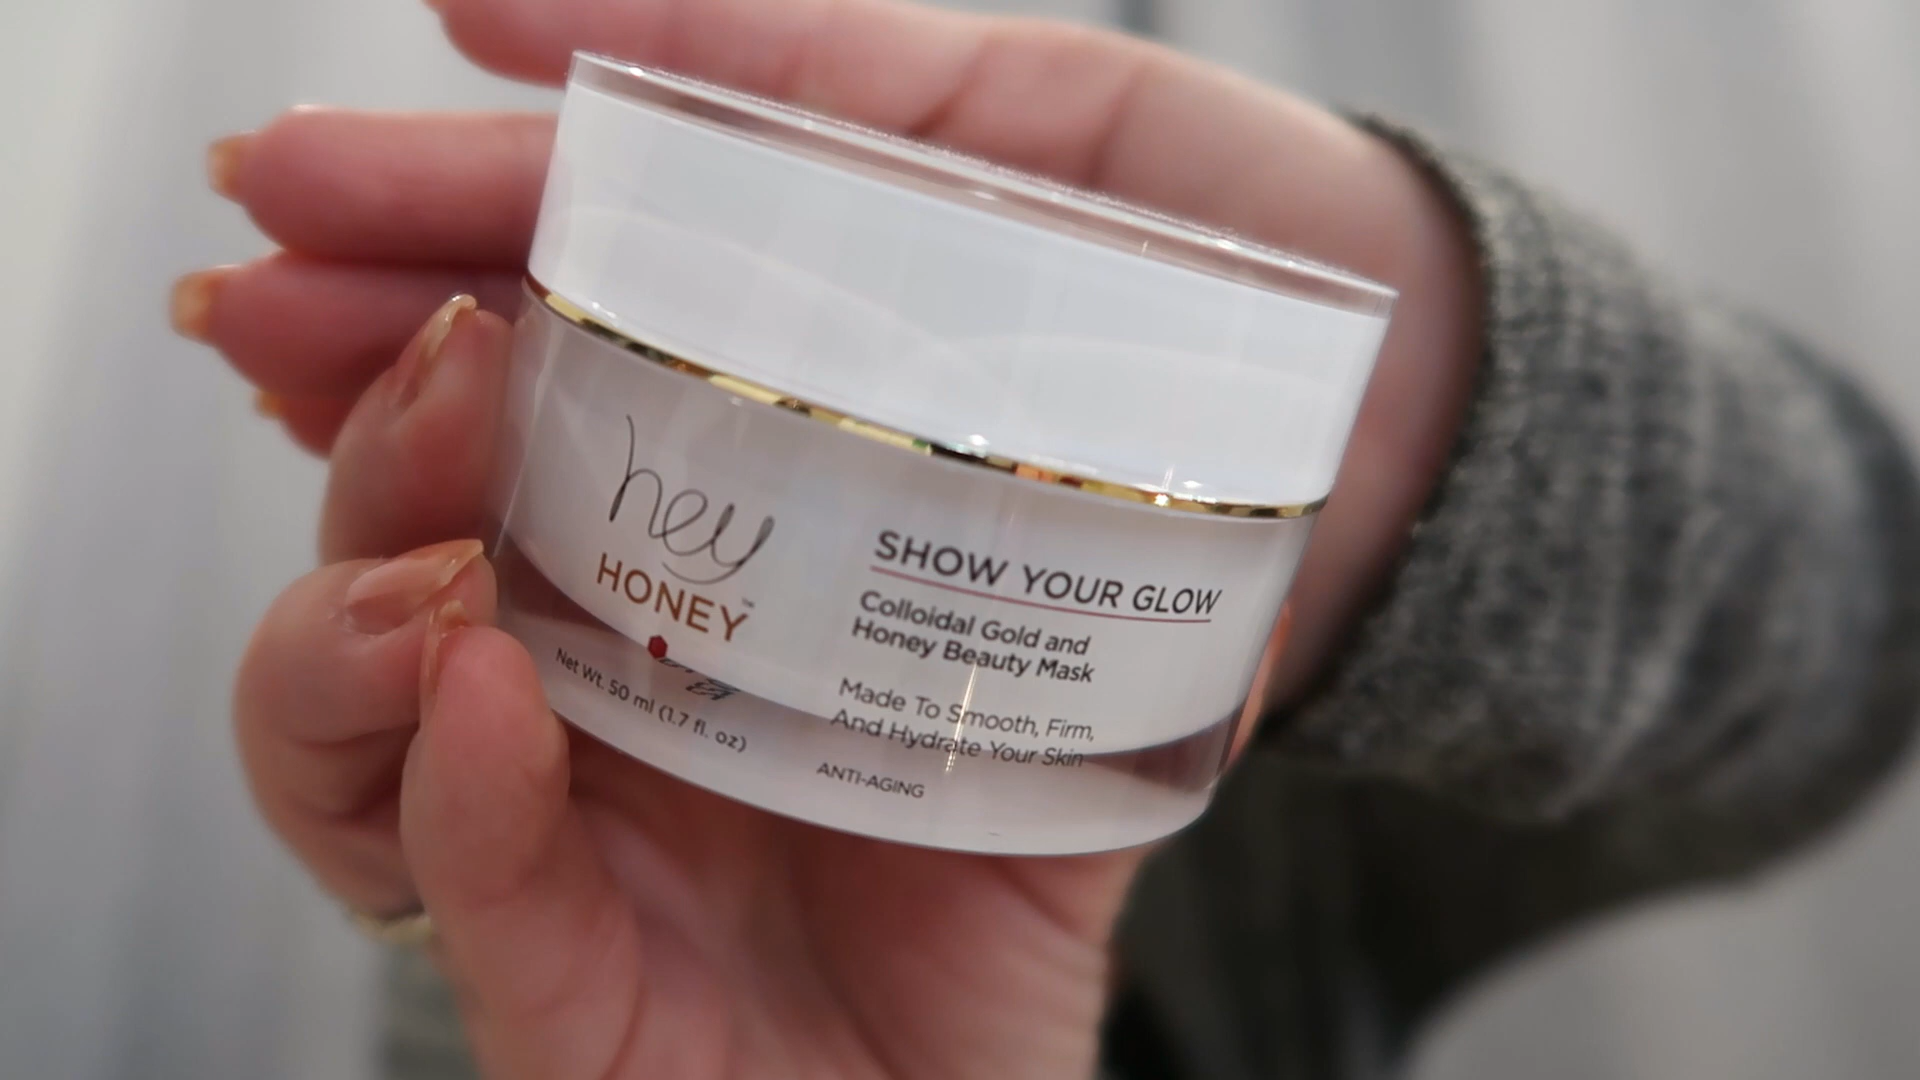 hey
HONEY™
Net Wt. 50 ml (1.7 fl. oz)
SHOW YOUR GLOW
Colloidal Gold and
Honey Beauty Mask
Made To Smooth, Firm,
And Hydrate Your Skin
ANTI-AGING